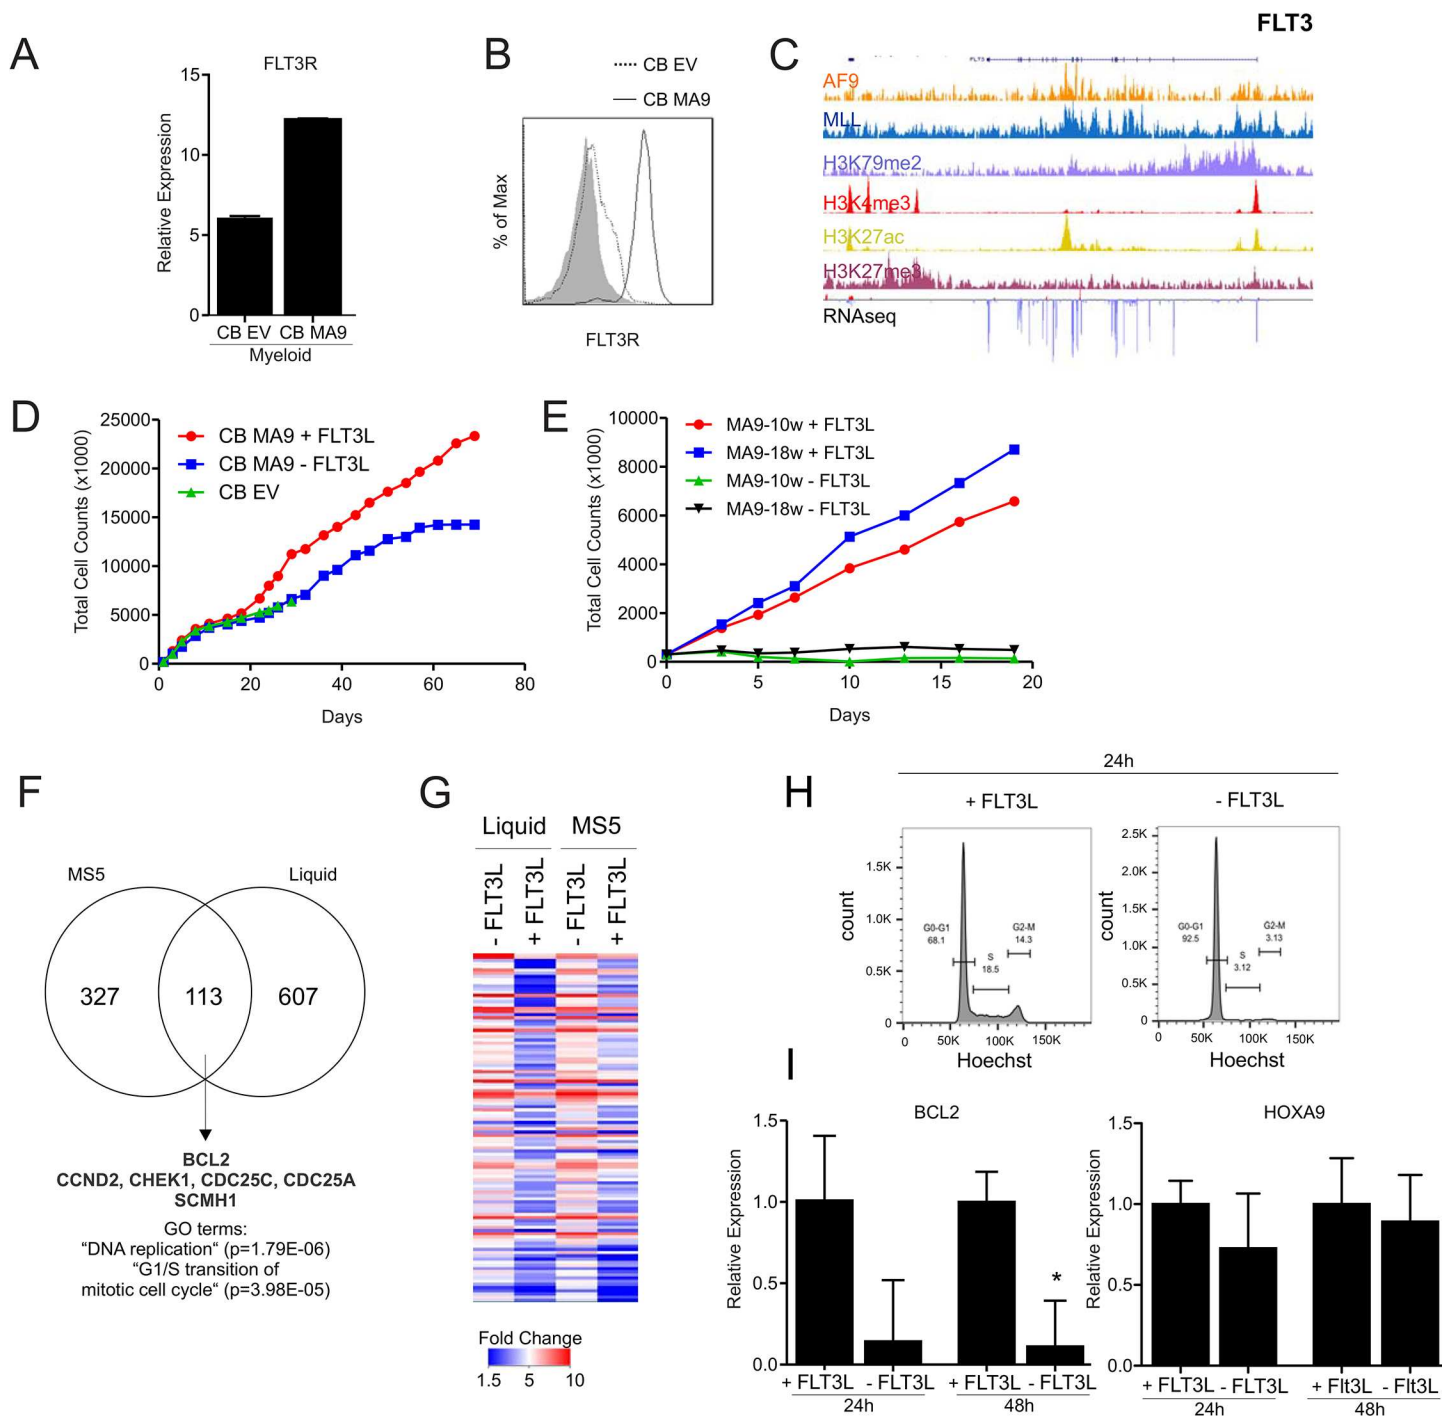 FLT3
A
FLT3R
Relative Expression
15
10
5
0
CB EV
CB MA9
Myeloid
B
CB EV
CB MA9
% of Max
FLT3R
C
FLT3
AF9
MLL
H3K79me2
H3K4me3
H3K27ac
H3K27me3
RNAseq
D
Total Cell Counts (x1000)
25000
20000
15000
10000
5000
0
CB MA9 + FLT3L
CB MA9 - FLT3L
CB EV
0 20 40 60 80
Days
E
Total Cell Counts (x1000)
10000
8000
6000
4000
2000
0
MA9-10w + FLT3L
MA9-18w + FLT3L
MA9-10w - FLT3L
MA9-18w - FLT3L
0 5 10 15 20
Days
F
MS5
Liquid
327
113
607
BCL2
CCND2, CHEK1, CDC25C, CDC25A
SCMH1
GO terms:
“DNA replication“ (p=1.79E-06)
“G1/S transition of
mitotic cell cycle“ (p=3.98E-05)
G
Liquid MS5
- FLT3L
+ FLT3L
- FLT3L
+ FLT3L
Fold Change
1.5 5 10
H
24h
+ FLT3L
count
1.5K
1.0K
0.5K
0
G0-G1
68.1
S
18.5
G2-M
14.3
0 50K 100K 150K
Hoechst
- FLT3L
count
2.5K
2.0K
1.5K
1.0K
0.5K
0
G0-G1
92.5
S
3.12
G2-M
3.13
0 50K 100K 150K
Hoechst
I
BCL2
Relative Expression
1.5
1.0
0.5
0.0
*
+ FLT3L - FLT3L + FLT3L - FLT3L
24h 48h
HOXA9
Relative Expression
1.5
1.0
0.5
0.0
+ FLT3L - FLT3L + Flt3L - Flt3L
24h 48h